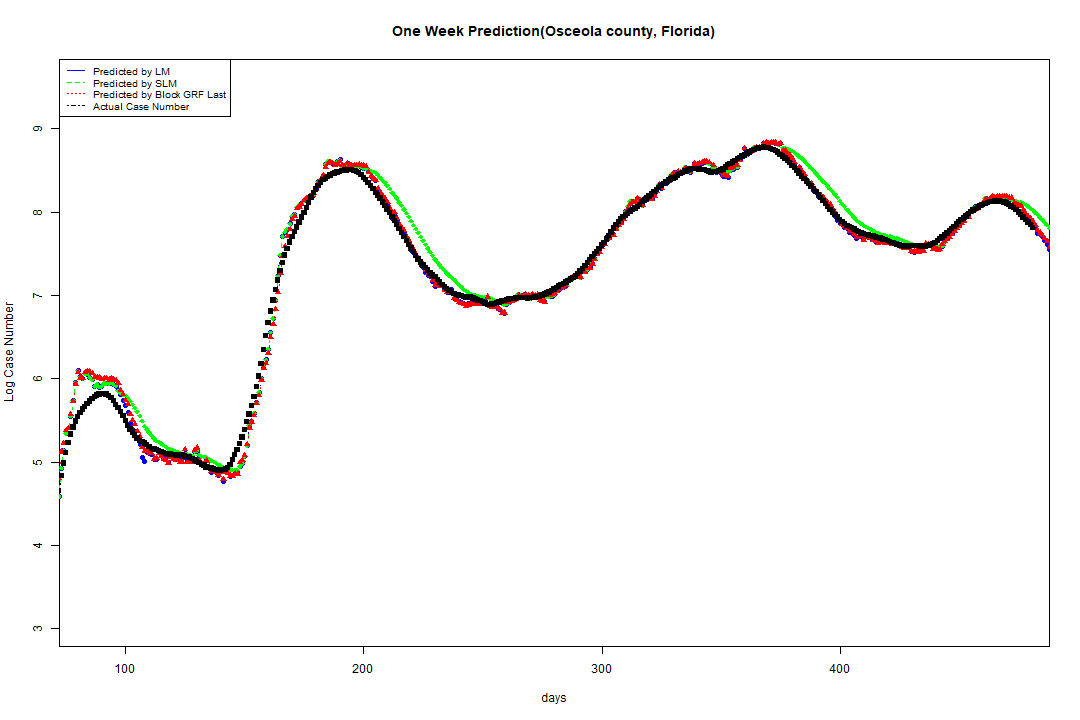 One Week Prediction(Osceola county, Florida)
Predicted by LM
Predicted by SLM
Predicted by Block GRF Last
Actual Case Number
9
8
7
6
5
4
3
Log Case Number
100 200 300 400
days